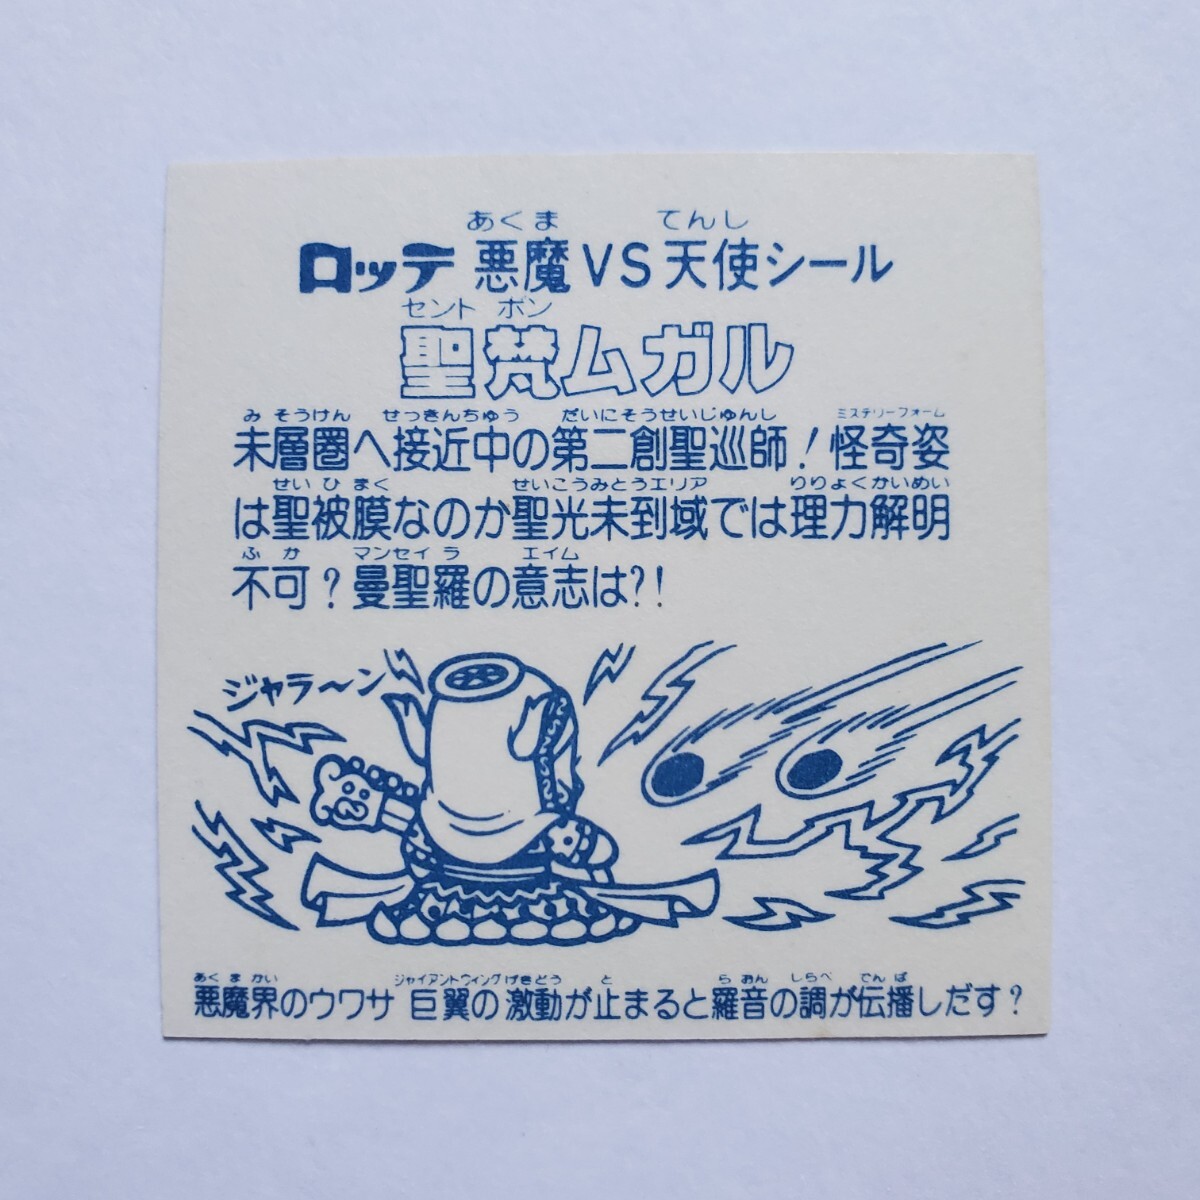 あくま てんし
ロッテ 悪魔VS天使シール
セント ボン
聖梵ムガル
みそうけん せっきんちゅう だいにそうせいじゅんし ミステリーフォーム
未層圏へ接近中の第二創聖巡師！怪奇姿
せいひまく せいこうみとうエリア りりょくかいめい
は聖被膜なのか聖光未到域では理力解明
ふか マンセイラ エイム
不可？曼聖羅の意志は？！
ジャラ〜ン
あくまかい ジャイアントウィング げきどう と らおん しらべ でんぱ
悪魔界のウワサ 巨翼の激動が止まると羅音の調が伝播しだす？